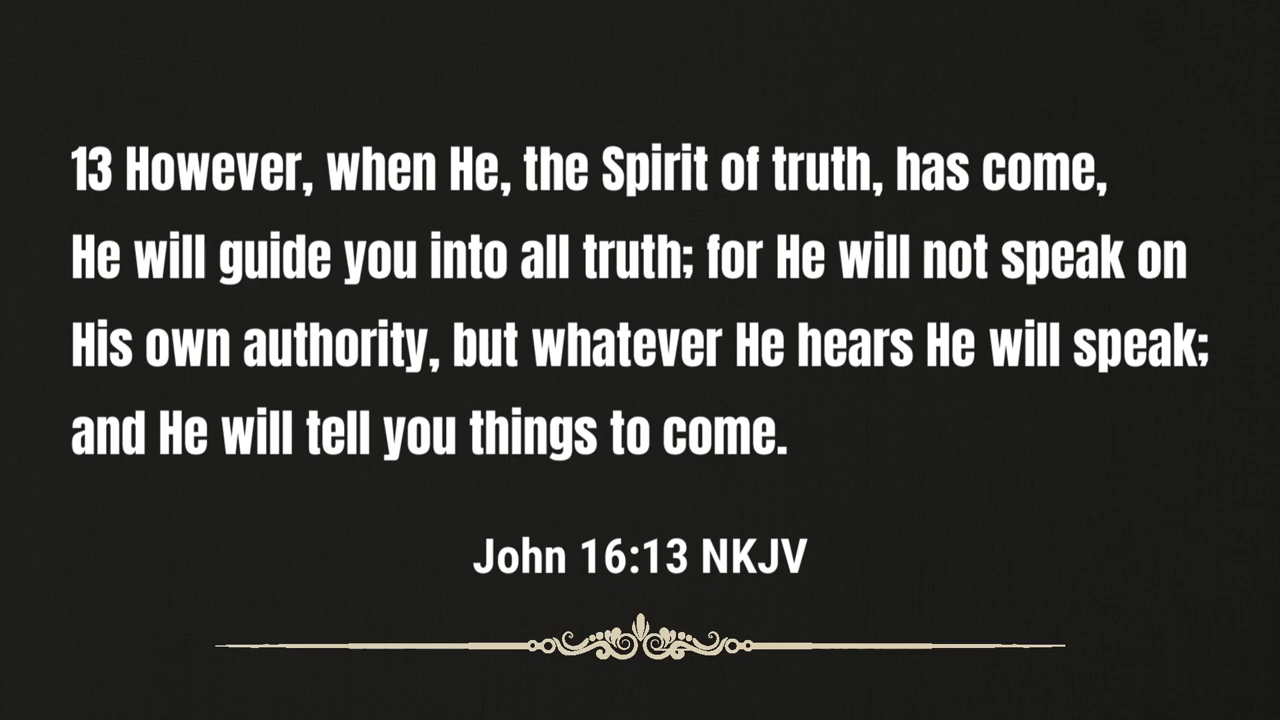 13 However, when He, the Spirit of truth, has come,
He will guide you into all truth; for He will not speak on
His own authority, but whatever He hears He will speak;
and He will tell you things to come.
John 16:13 NKJV